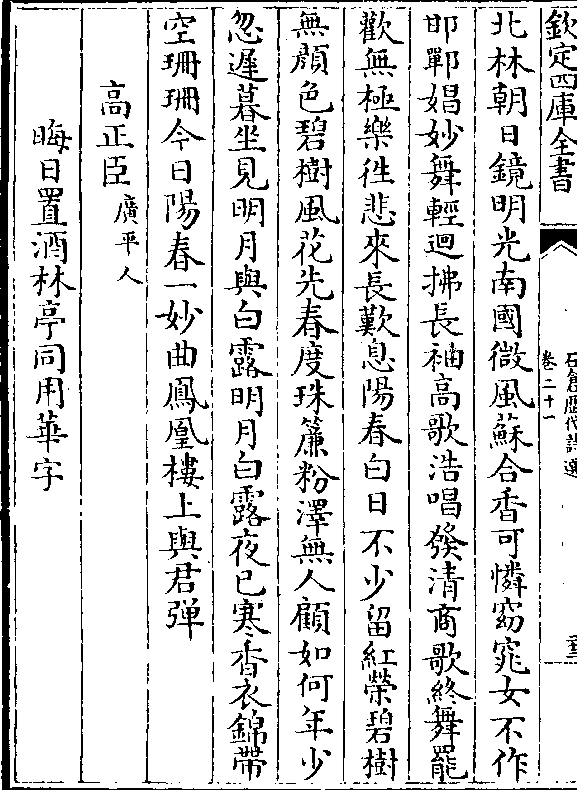 欽定四庫全書
石倉歷代詩選
卷二十一
北林朝日鏡明光南國微風蘇合香可憐窈窕女不作
邯鄲娼妙舞輕迴拂長袖高歌浩唱發清商歌終舞罷
歡無極樂徃悲來長歎息陽春白日不少留紅榮碧樹
無顔色碧樹風花先春度珠簾粉澤無人顧如何年少
忽遲暮坐見明月與白露明月白露夜已寒香衣錦帶
空珊珊今日陽春一妙曲鳳凰樓上與君弹
高正臣廣平人
晦日置酒林亭同用華字